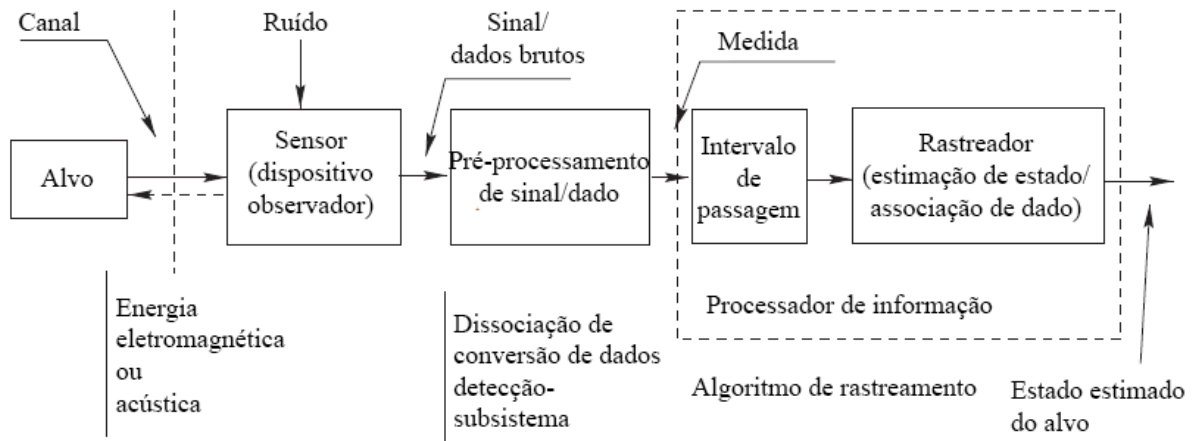 Canal
Ruído
Sinal/
dados brutos
Medida
Alvo
Sensor
(dispositivo
observador)
Pré-processamento
de sinal/dado
Intervalo
de
passagem
Rastreador
(estimação de estado/
associação de dado)
Energia
eletromagnética
ou
acústica
Dissociação de
conversão de dados
detecção-
subsistema
Processador de informação
Algoritmo de rastreamento
Estado estimado
do alvo